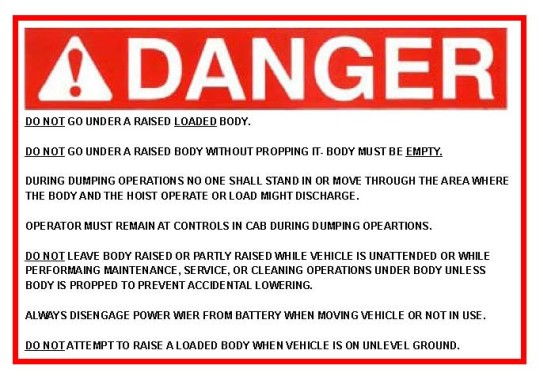 DANGER
DO NOT GO UNDER A RAISED LOADED BODY.
DO NOT GO UNDER A RAISED BODY WITHOUT PROPPING IT- BODY MUST BE EMPTY.
DURING DUMPING OPERATIONS NO ONE SHALL STAND IN OR MOVE THROUGH THE AREA WHERE
THE BODY AND THE HOIST OPERATE OR LOAD MIGHT DISCHARGE.
OPERATOR MUST REMAIN AT CONTROLS IN CAB DURING DUMPING OPEARTIONS.
DO NOT LEAVE BODY RAISED OR PARTLY RAISED WHILE VEHICLE IS UNATTENDED OR WHILE
PERFORMAING MAINTENANCE, SERVICE, OR CLEANING OPERATIONS UNDER BODY UNLESS
BODY IS PROPPED TO PREVENT ACCIDENTAL LOWERING.
ALWAYS DISENGAGE POWER WIER FROM BATTERY WHEN MOVING VEHICLE OR NOT IN USE.
DO NOT ATTEMPT TO RAISE A LOADED BODY WHEN VEHICLE IS ON UNLEVEL GROUND.